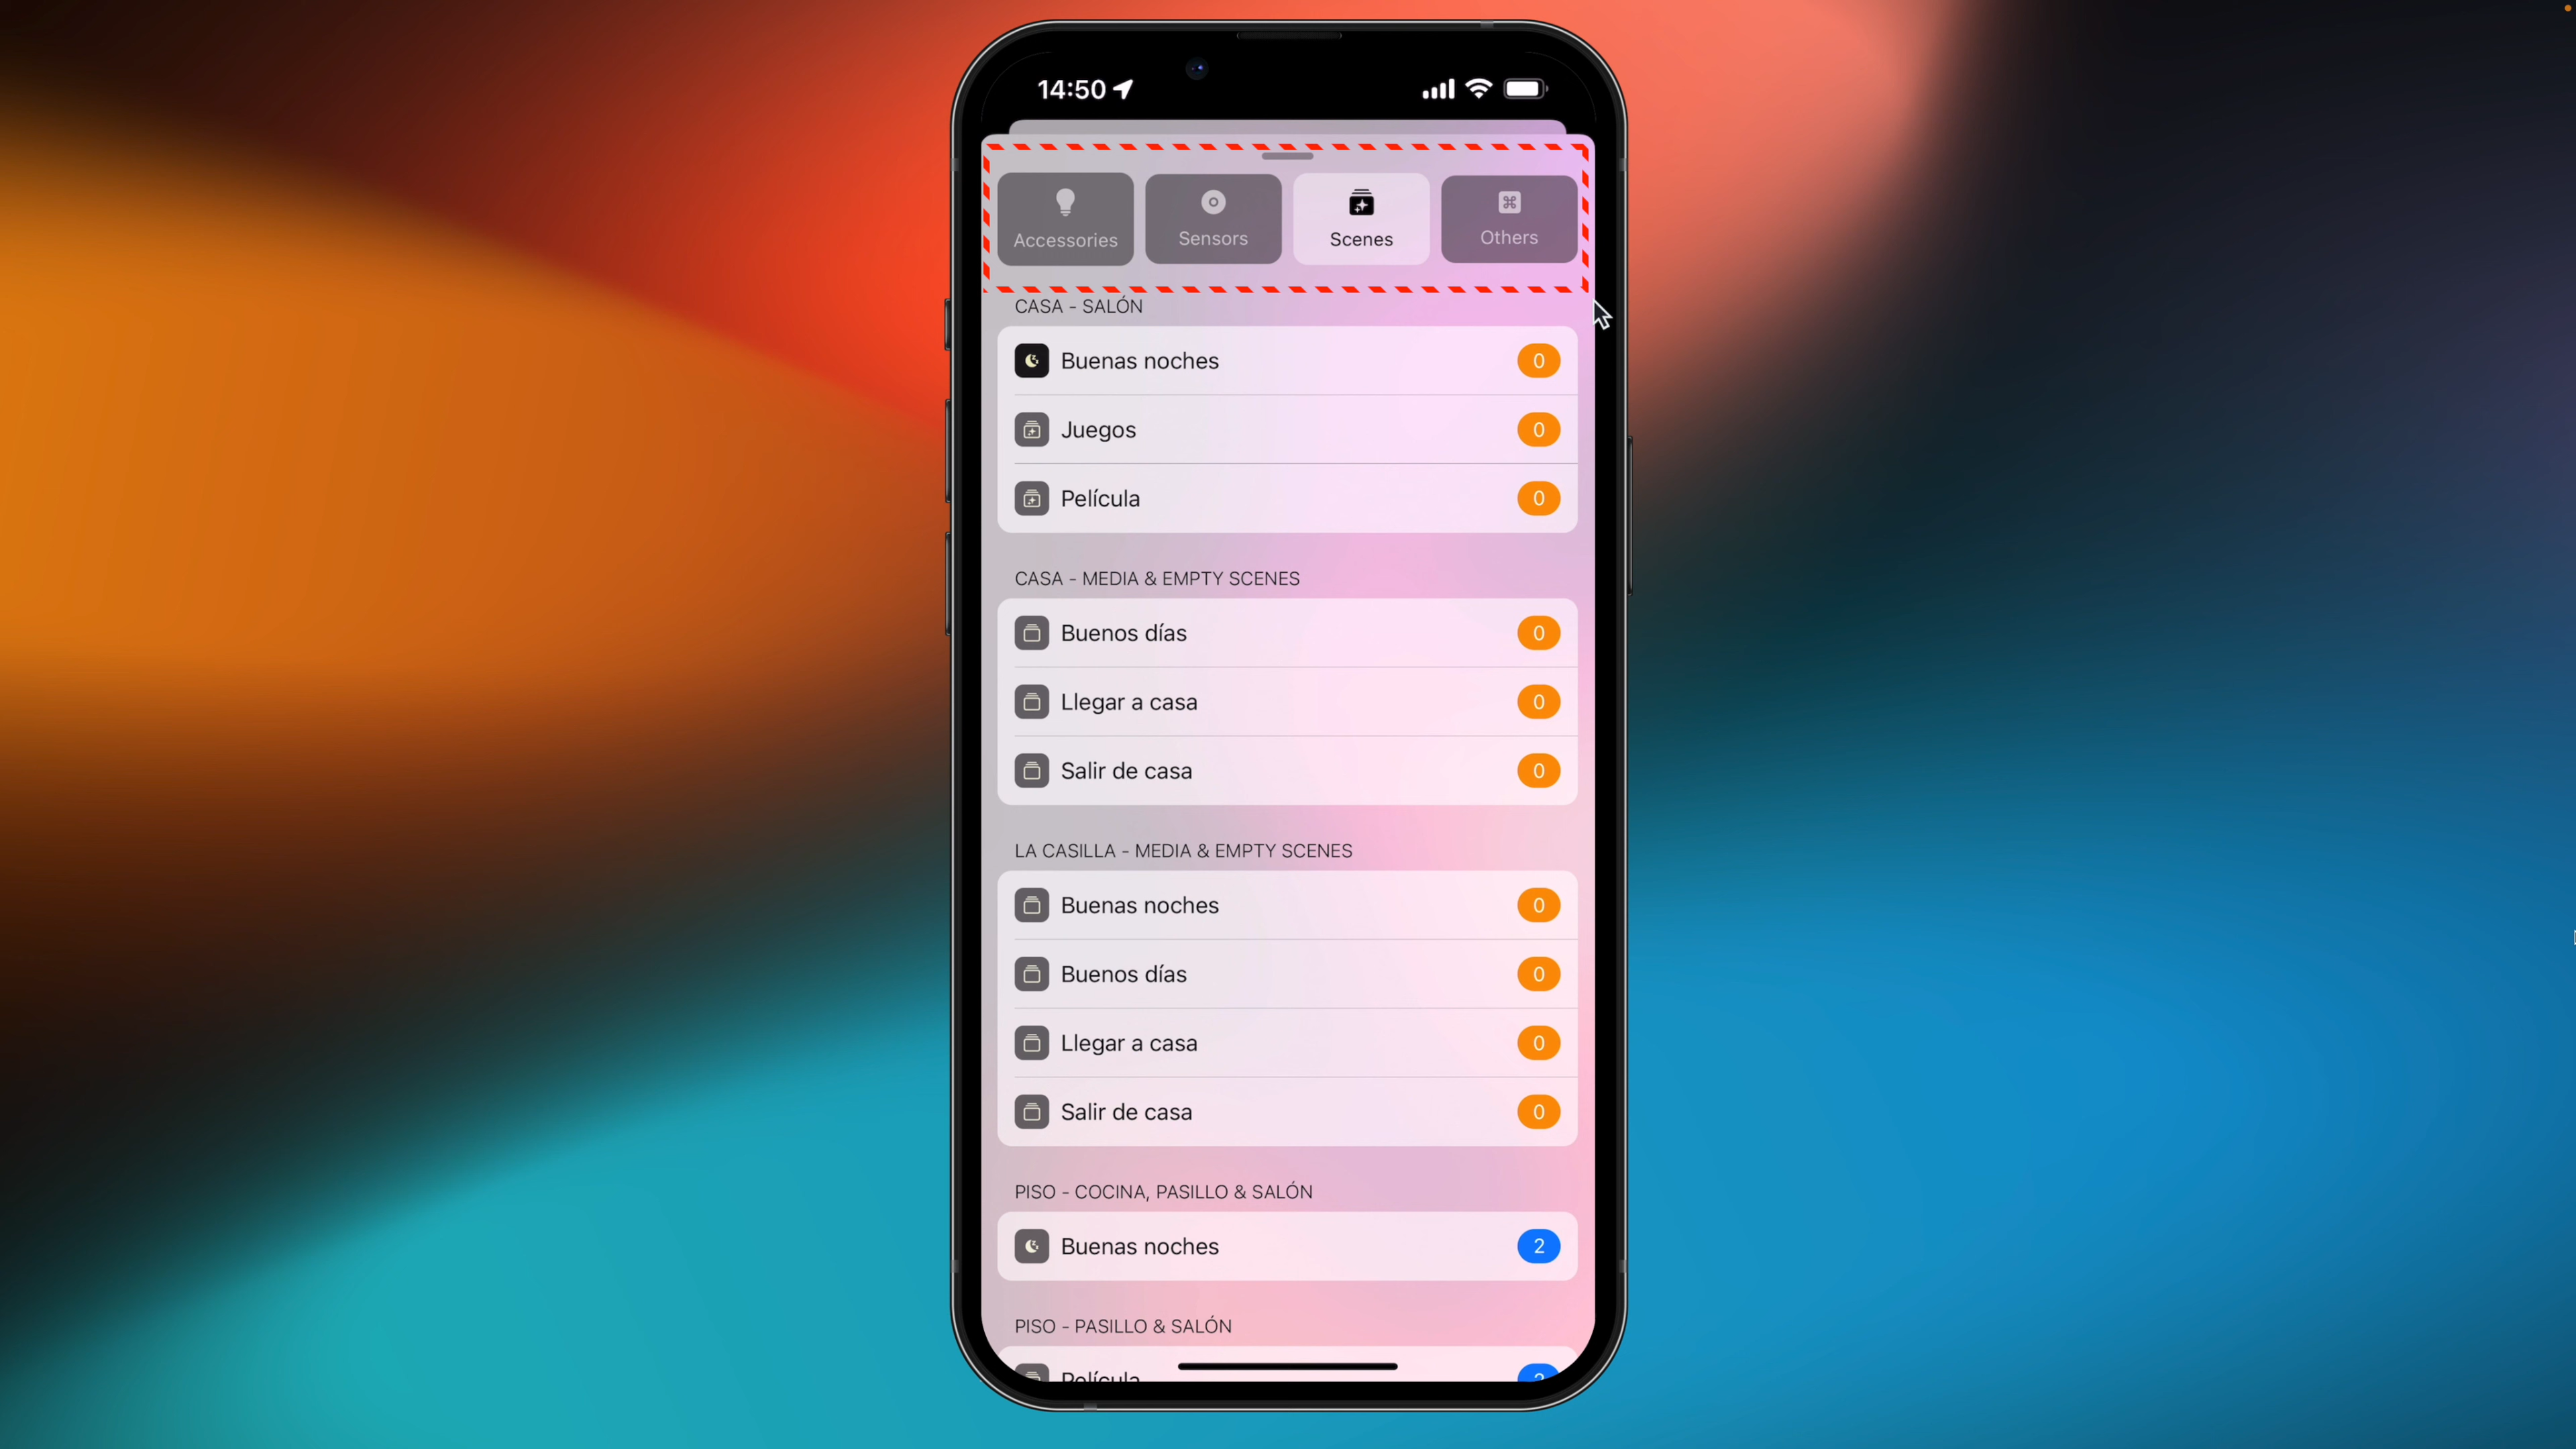 14:50
Accessories
Sensors
Scenes
Others
CASA - SALÓN
Buenas noches 0
Juegos 0
Película 0
CASA - MEDIA & EMPTY SCENES
Buenos días 0
Llegar a casa 0
Salir de casa 0
LA CASILLA - MEDIA & EMPTY SCENES
Buenas noches 0
Buenos días 0
Llegar a casa 0
Salir de casa 0
PISO - COCINA, PASILLO & SALÓN
Buenas noches 2
PISO - PASILLO & SALÓN
Película